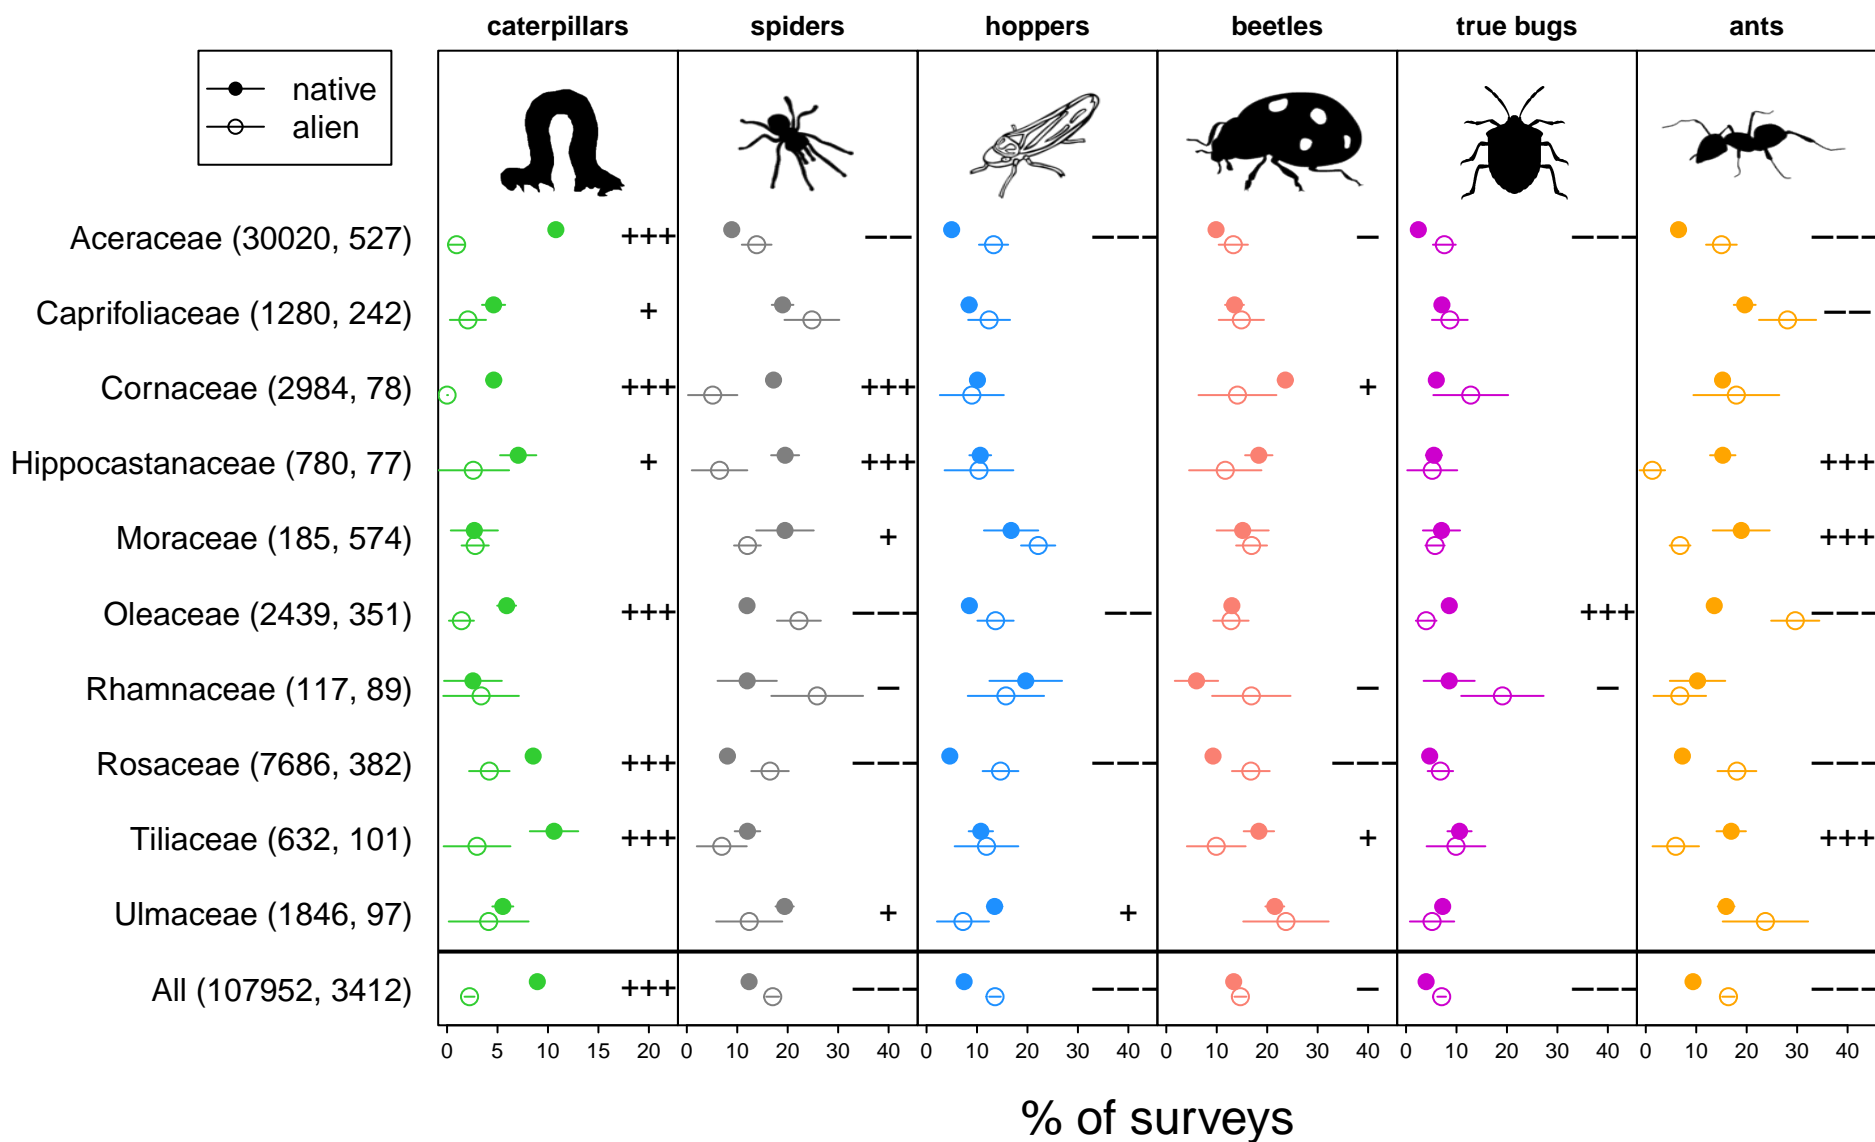 caterpillars spiders hoppers beetles true bugs ants
native
alien
Aceraceae (30020, 527) +++ −− −−− − −−− −−−
Caprifoliaceae (1280, 242) + −−
Cornaceae (2984, 78) +++ +++ +
Hippocastanaceae (780, 77) + +++ +++
Moraceae (185, 574) + +++
Oleaceae (2439, 351) +++ −−− −− +++ −−−
Rhamnaceae (117, 89) − − −
Rosaceae (7686, 382) +++ −−− −−− −−− −−−
Tiliaceae (632, 101) +++ + +++
Ulmaceae (1846, 97) + +
All (107952, 3412) +++ −−− −−− − −−− −−−
0 5 10 15 20 0 10 20 30 40 0 10 20 30 40 0 10 20 30 40 0 10 20 30 40 0 10 20 30 40
% of surveys